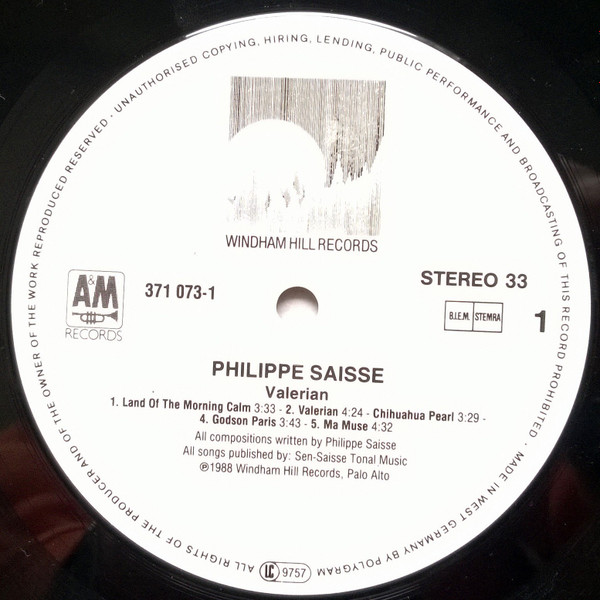 ALL RIGHTS OF THE PRODUCER AND OF THE OWNER OF THE WORK REPRODUCED RESERVED · UNAUTHORISED COPYING, HIRING, LENDING, PUBLIC PERFORMANCE AND BROADCASTING OF THIS RECORD PROHIBITED · MADE IN WEST GERMANY BY POLYGRAM
WINDHAM HILL RECORDS
A&M
RECORDS
371 073-1
STEREO 33
B.I.E.M. STEMRA
1
PHILIPPE SAISSE
Valerian
1. Land Of The Morning Calm 3:33 - 2. Valerian 4:24 - Chihuahua Pearl 3:29 -
4. Godson Paris 3:43 - 5. Ma Muse 4:32
All compositions written by Philippe Saisse
All songs published by: Sen-Saisse Tonal Music
℗1988 Windham Hill Records, Palo Alto
LC 9757